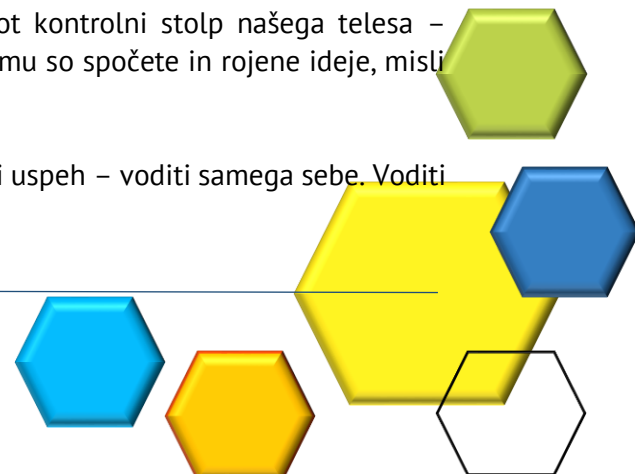 ot kontrolni stolp našega telesa –
mu so spočete in rojene ideje, misli
i uspeh – voditi samega sebe. Voditi